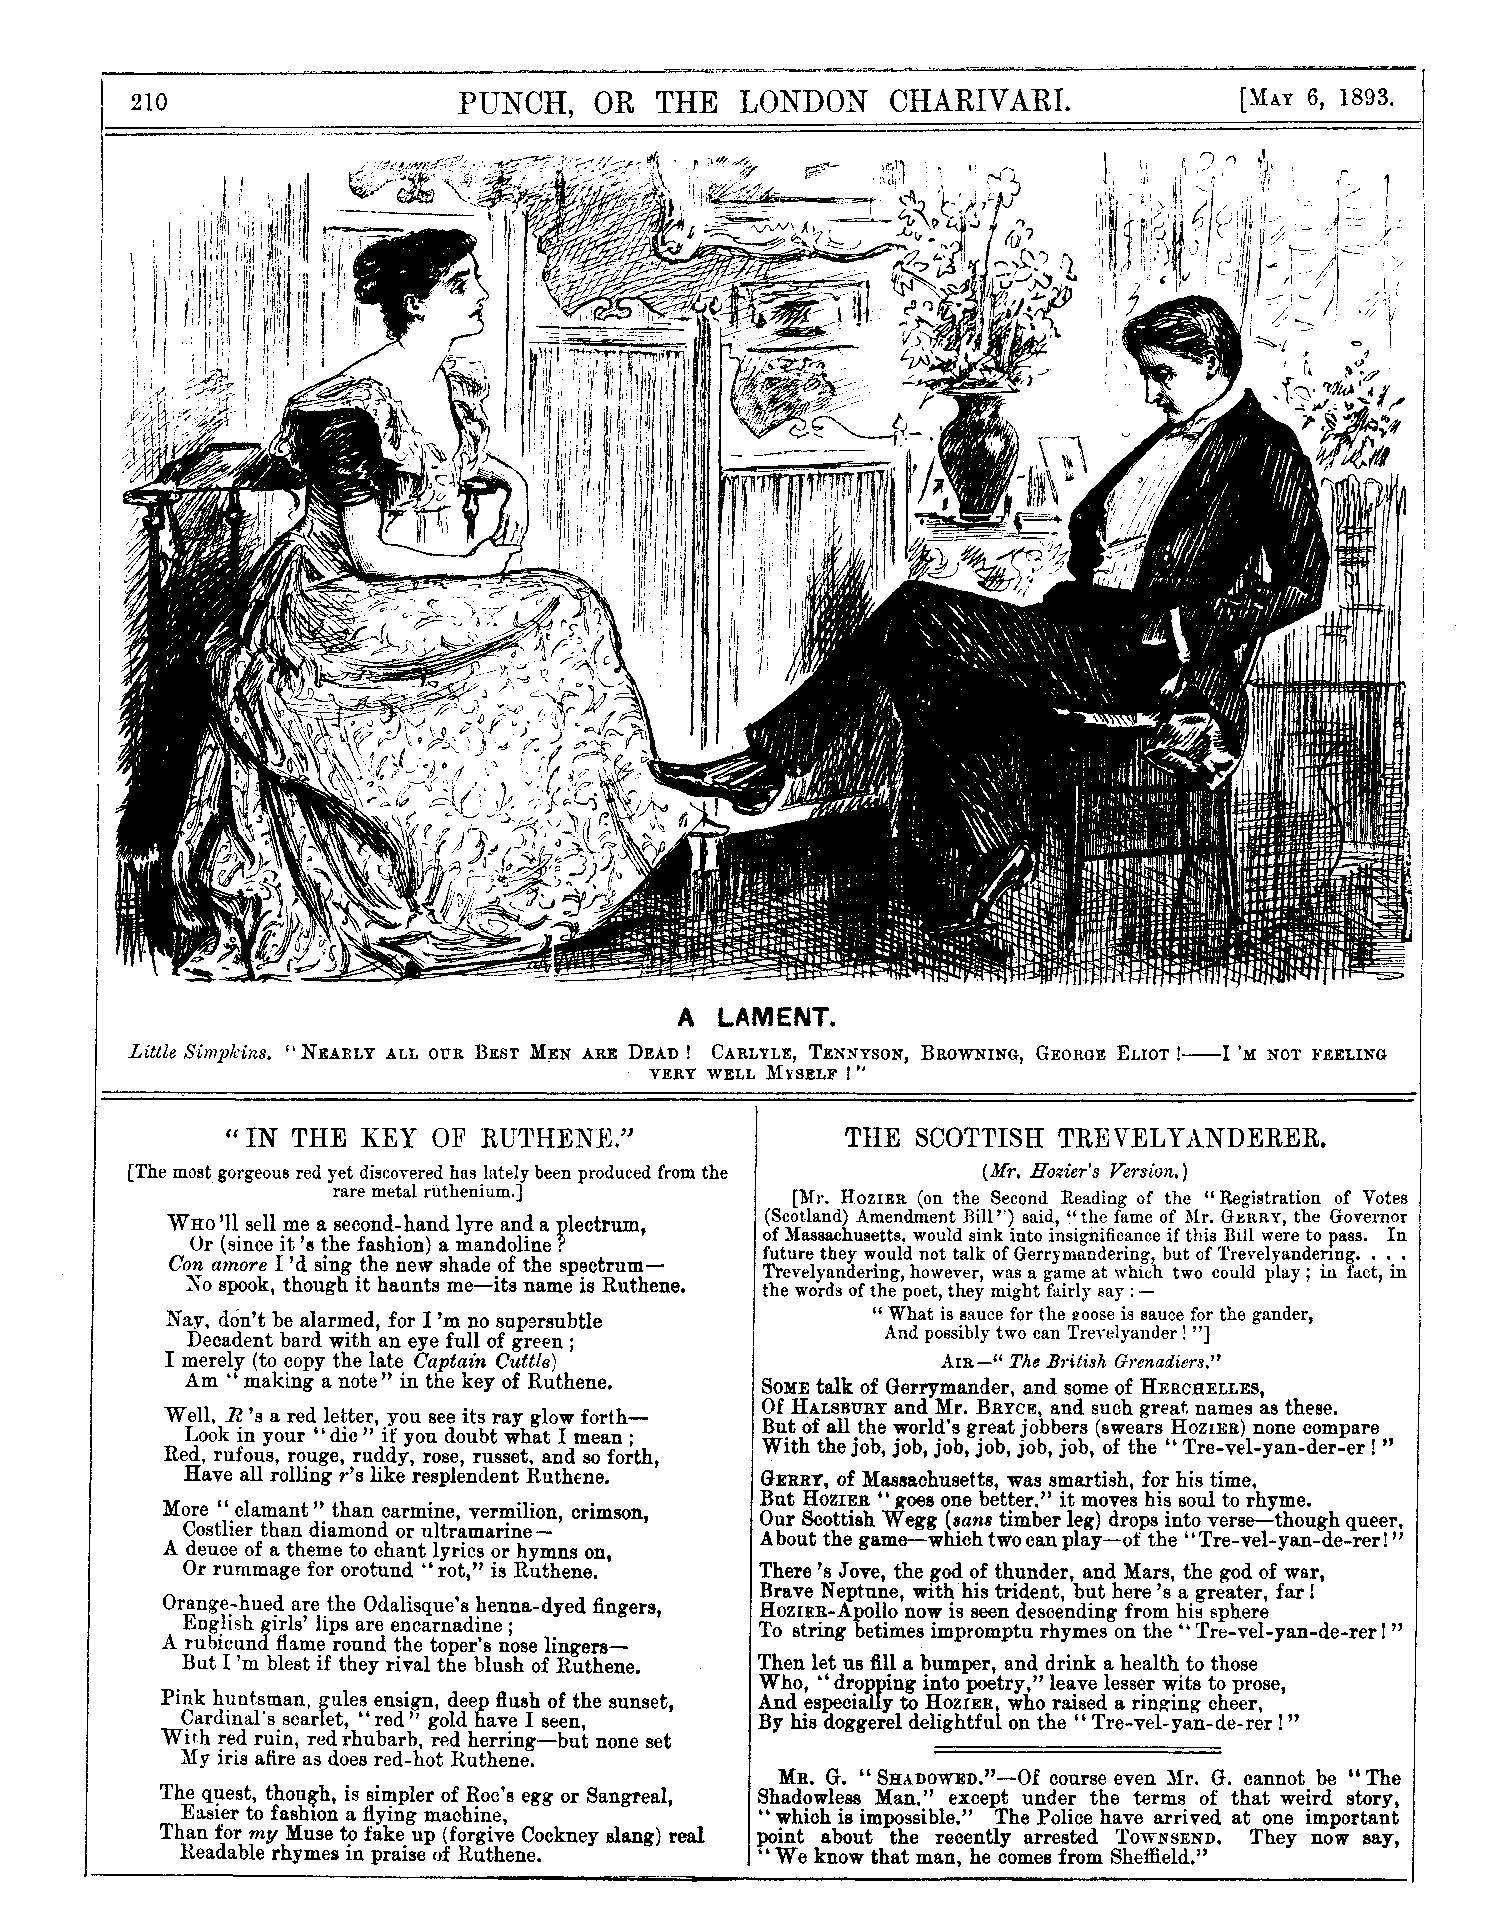 210
PUNCH, OR THE LONDON CHARIVARI.
[MAY 6, 1893.
A LAMENT.
Little Simpkins. "NEARLY ALL OUR BEST MEN ARE DEAD! CARLYLE, TENNYSON, BROWNING, GEORGE ELIOT!——I'M NOT FEELING
VERY WELL MYSELF!"
"IN THE KEY OF RUTHENE."
[The most gorgeous red yet discovered has lately been produced from the
rare metal ruthenium.]
WHO'll sell me a second-hand lyre and a plectrum,
Or (since it's the fashion) a mandoline?
Con amore I'd sing the new shade of the spectrum—
No spook, though it haunts me—its name is Ruthene.
Nay, don't be alarmed, for I'm no supersubtle
Decadent bard with an eye full of green;
I merely (to copy the late Captain Cuttle)
Am "making a note" in the key of Ruthene.
Well, R's a red letter, you see its ray glow forth—
Look in your "dic" if you doubt what I mean;
Red, rufous, rouge, ruddy, rose, russet, and so forth,
Have all rolling r's like resplendent Ruthene.
More "clamant" than carmine, vermilion, crimson,
Costlier than diamond or ultramarine—
A deuce of a theme to chant lyrics or hymns on,
Or rummage for orotund "rot," is Ruthene.
Orange-hued are the Odalisque's henna-dyed fingers,
English girls' lips are encarnadine;
A rubicund flame round the toper's nose lingers—
But I'm blest if they rival the blush of Ruthene.
Pink huntsman, gules ensign, deep flush of the sunset,
Cardinal's scarlet, "red" gold have I seen,
With red ruin, red rhubarb, red herring—but none set
My iris afire as does red-hot Ruthene.
The quest, though, is simpler of Roc's egg or Sangreal,
Easier to fashion a flying machine,
Than for my Muse to fake up (forgive Cockney slang) real
Readable rhymes in praise of Ruthene.
THE SCOTTISH TREVELYANDERER.
(Mr. Hozier's Version.)
[Mr. HOZIER (on the Second Reading of the "Registration of Votes
(Scotland) Amendment Bill") said, "the fame of Mr. GERRY, the Governor
of Massachusetts, would sink into insignificance if this Bill were to pass. In
future they would not talk of Gerrymandering, but of Trevelyandering. . . .
Trevelyandering, however, was a game at which two could play; in fact, in
the words of the poet, they might fairly say:—
"What is sauce for the goose is sauce for the gander,
And possibly two can Trevelyander!"]
AIR—"The British Grenadiers."
SOME talk of Gerrymander, and some of HERCHELLES,
Of HALSBURY and Mr. BRYCE, and such great names as these.
But of all the world's great jobbers (swears HOZIER) none compare
With the job, job, job, job, job, job, of the "Tre-vel-yan-der-er!"
GERRY, of Massachusetts, was smartish, for his time,
But HOZIER "goes one better," it moves his soul to rhyme.
Our Scottish Wegg (sans timber leg) drops into verse—though queer,
About the game—which two can play—of the "Tre-vel-yan-de-rer!"
There's Jove, the god of thunder, and Mars, the god of war,
Brave Neptune, with his trident, but here's a greater, far!
HOZIER-Apollo now is seen descending from his sphere
To string betimes impromptu rhymes on the "Tre-vel-yan-de-rer!"
Then let us fill a bumper, and drink a health to those
Who, "dropping into poetry," leave lesser wits to prose,
And especially to HOZIER, who raised a ringing cheer,
By his doggerel delightful on the "Tre-vel-yan-de-rer!"
MR. G. "SHADOWED."—Of course even Mr. G. cannot be "The
Shadowless Man," except under the terms of that weird story,
"which is impossible." The Police have arrived at one important
point about the recently arrested TOWNSEND. They now say,
"We know that man, he comes from Sheffield."